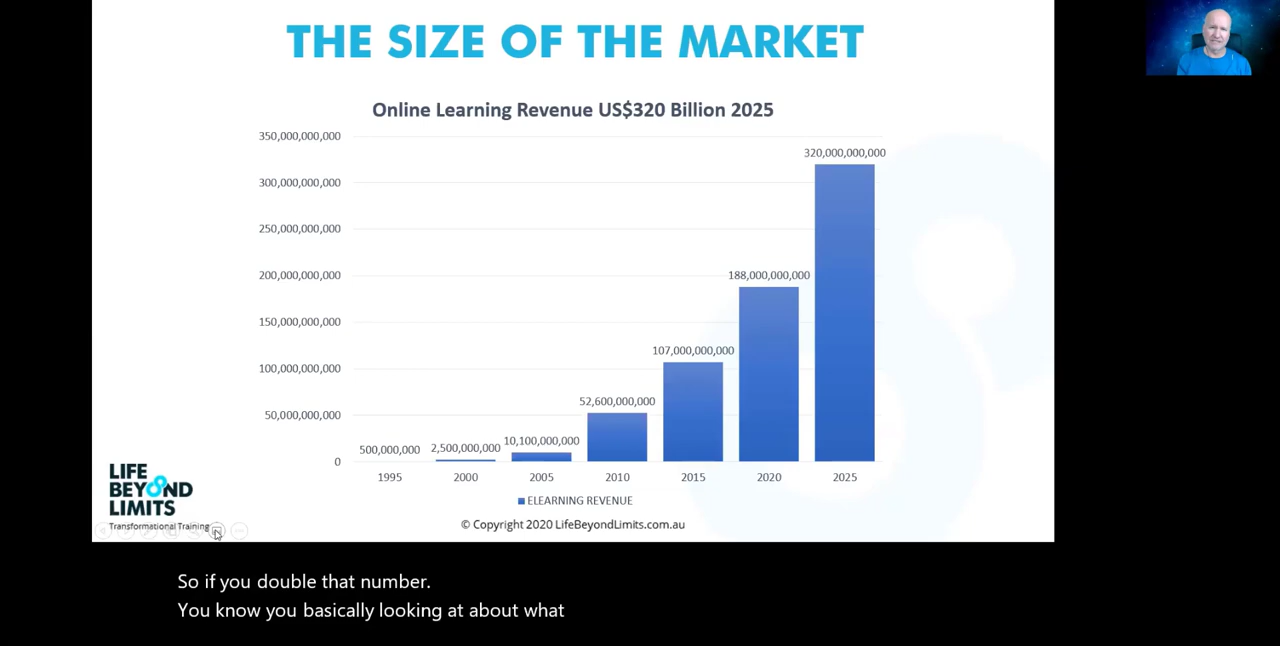 THE SIZE OF THE MARKET
Online Learning Revenue US$320 Billion 2025
350,000,000,000
300,000,000,000
250,000,000,000
200,000,000,000
150,000,000,000
100,000,000,000
50,000,000,000
0
500,000,000
2,500,000,000
10,100,000,000
52,600,000,000
107,000,000,000
188,000,000,000
320,000,000,000
1995 2000 2005 2010 2015 2020 2025
ELEARNING REVENUE
LIFE
BEYOND
LIMITS
Transformational Training
© Copyright 2020 LifeBeyondLimits.com.au
So if you double that number.
You know you basically looking at about what